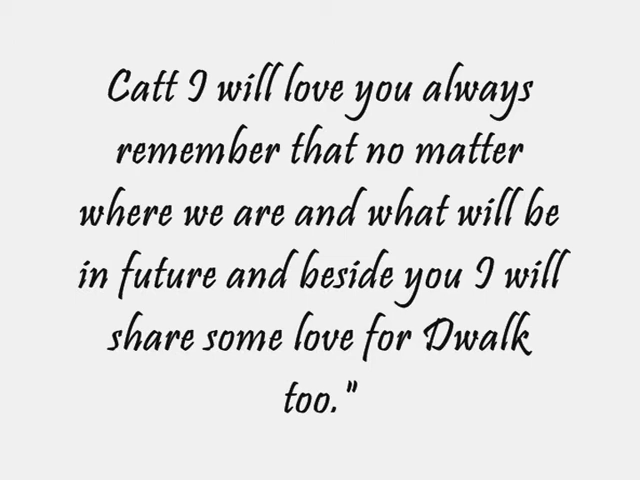 Catt I will love you always
remember that no matter
where we are and what will be
in future and beside you I will
share some love for Dwalk
too."